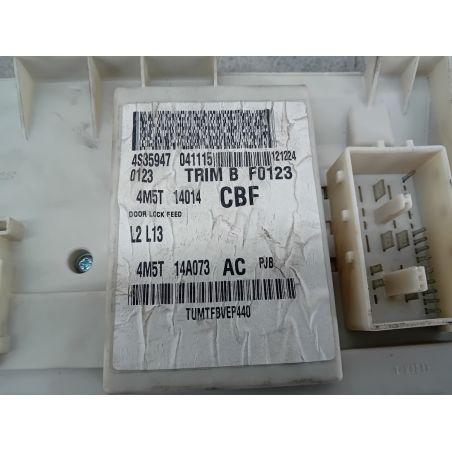 4S35947 041115 121224
0123 TRIM B F0123
4M5T 14014 CBF
DOOR LOCK FEED
L2 L13
4M5T 14A073 AC PJB
TUMTFBVEP440